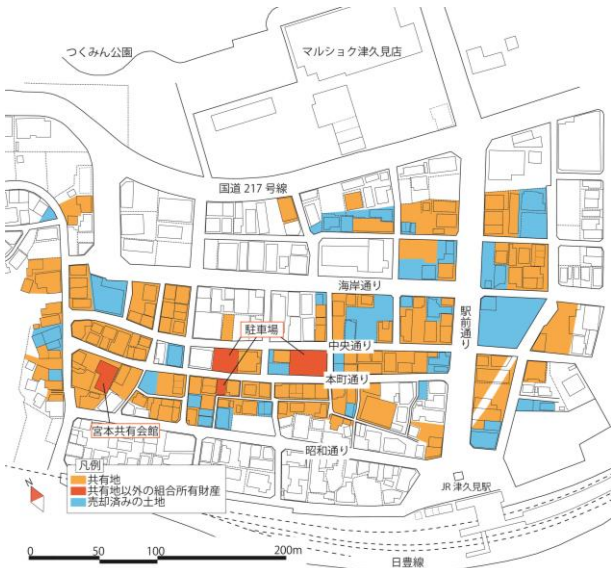 つくみん公園
マルショク津久見店
国道217号線
海岸通り
駅前通り
駐車場
中央通り
本町通り
宮本共有会館
昭和通り
凡例
共有地
共有地以外の組合所有財産
売却済みの土地
JR 津久見駅
N
0 50 100 200m
日豊線